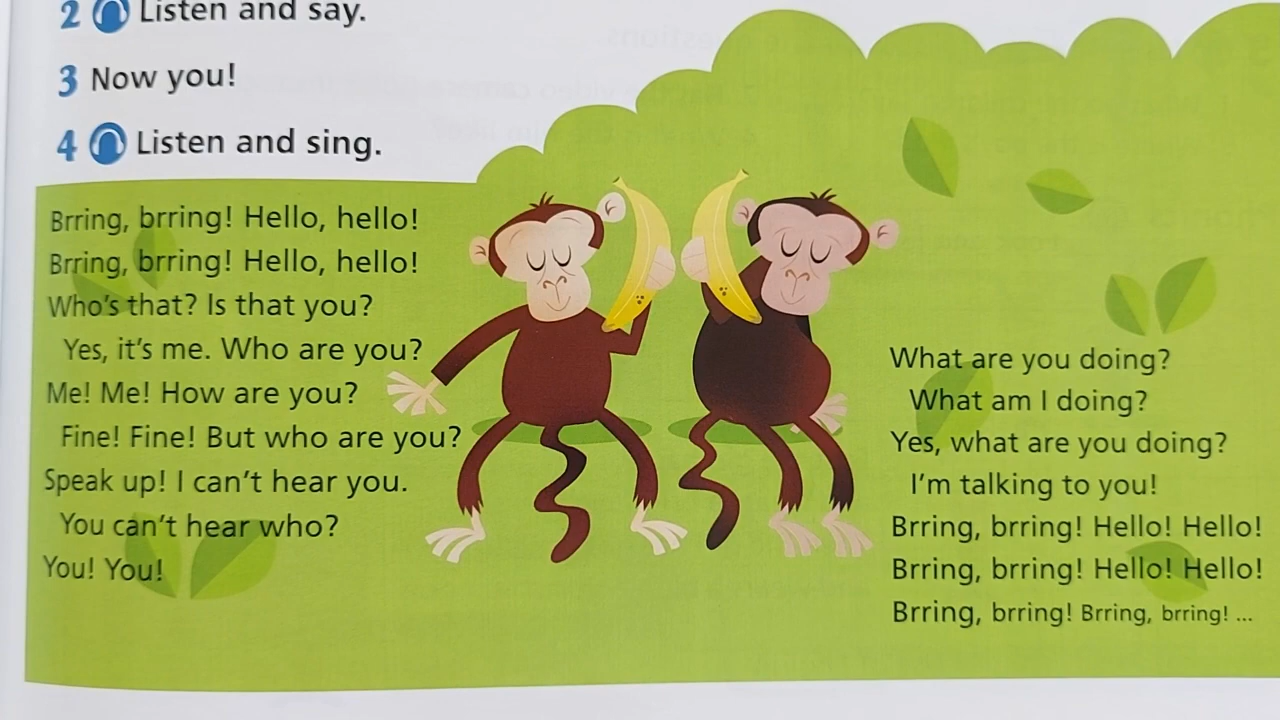 2 Listen and say.
3 Now you!
4 Listen and sing.
Brring, brring! Hello, hello!
Brring, brring! Hello, hello!
Who's that? Is that you?
Yes, it's me. Who are you?
Me! Me! How are you?
Fine! Fine! But who are you?
Speak up! I can't hear you.
You can't hear who?
You! You!
What are you doing?
What am I doing?
Yes, what are you doing?
I'm talking to you!
Brring, brring! Hello! Hello!
Brring, brring! Hello! Hello!
Brring, brring! Brring, brring! ...